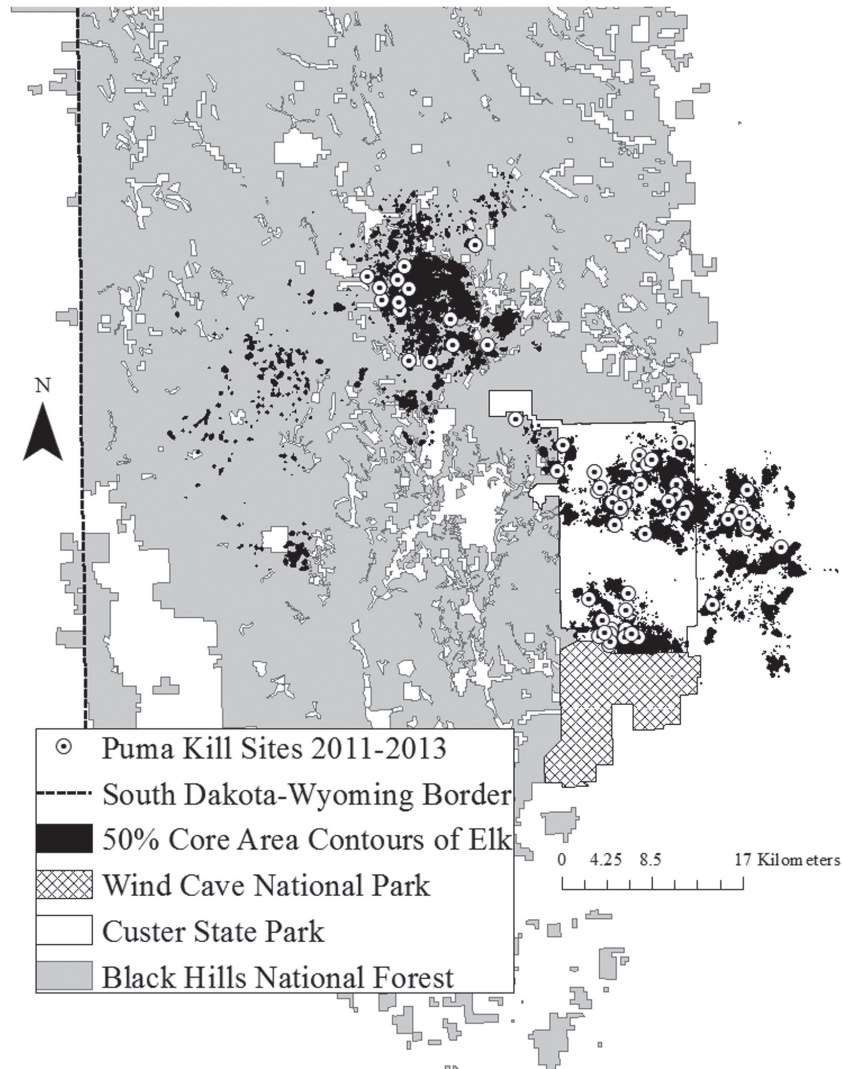 N
Puma Kill Sites 2011-2013
South Dakota-Wyoming Border
50% Core Area Contours of Elk
Wind Cave National Park
Custer State Park
Black Hills National Forest
0 4.25 8.5 17 Kilometers